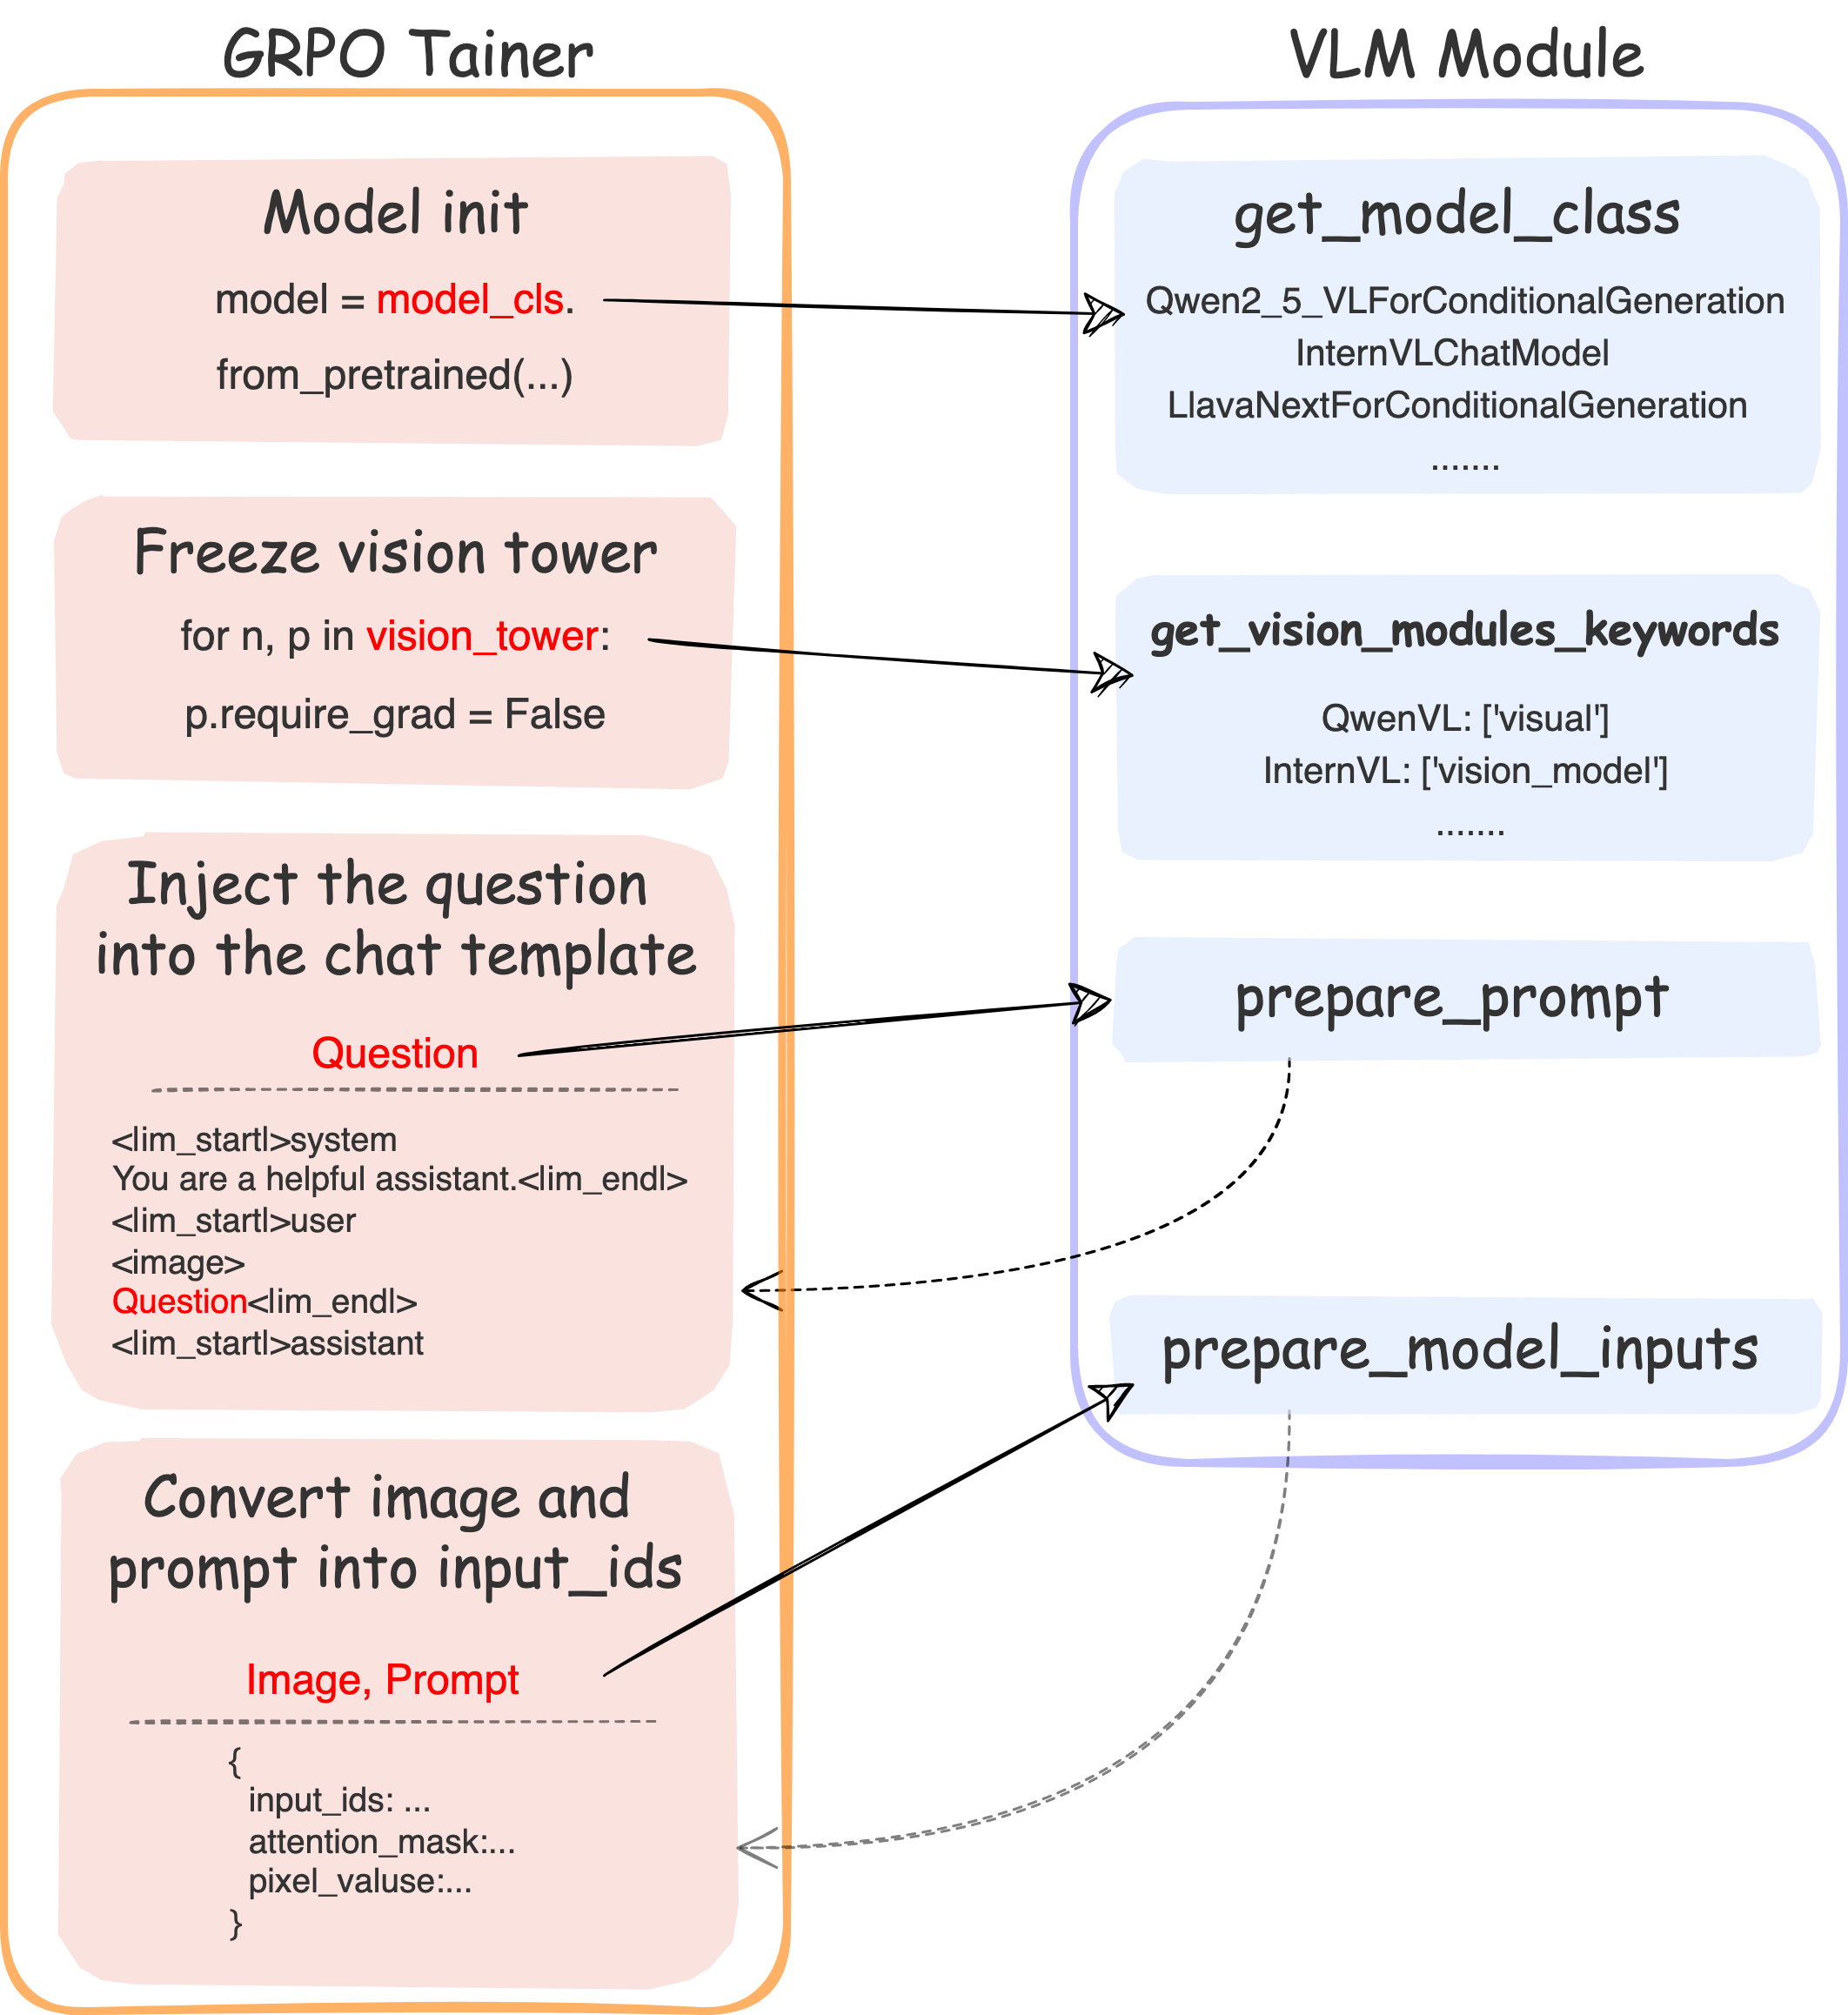 GRPO Tainer
Model init
model = model_cls.
from_pretrained(...)
Freeze vision tower
for n, p in vision_tower:
p.require_grad = False
Inject the question
into the chat template
Question
<lim_startl>system
You are a helpful assistant.<lim_endl>
<lim_startl>user
<image>
Question<lim_endl>
<lim_startl>assistant
Convert image and
prompt into input_ids
Image, Prompt
{
input_ids: ...
attention_mask:...
pixel_valuse:...
}
VLM Module
get_model_class
Qwen2_5_VLForConditionalGeneration
InternVLChatModel
LlavaNextForConditionalGeneration
.......
get_vision_modules_keywords
QwenVL: ['visual']
InternVL: ['vision_model']
.......
prepare_prompt
prepare_model_inputs